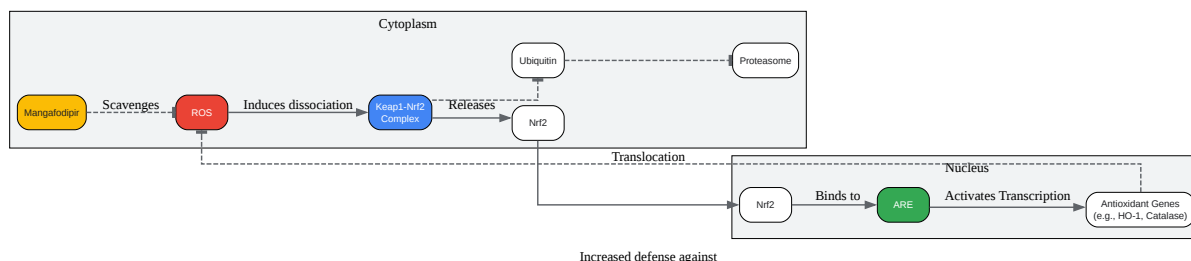 Cytoplasm
Ubiquitin
Proteasome
Mangafodipir
Scavenges
ROS
Induces dissociation
Keap1-Nrf2
Complex
Releases
Nrf2
Translocation
Nucleus
Nrf2
Binds to
ARE
Activates Transcription
Antioxidant Genes
(e.g., HO-1, Catalase)
Increased defense against